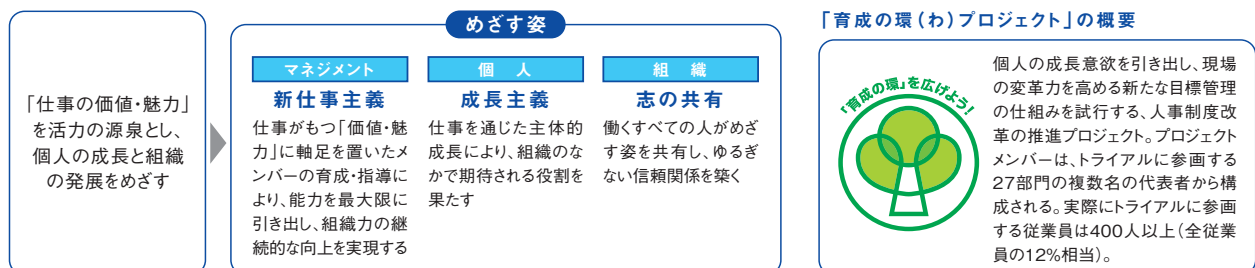 「仕事の価値・魅力」
を活力の源泉とし、
個人の成長と組織
の発展をめざす
めざす姿
マネジメント
新仕事主義
仕事がもつ「価値・魅
力」に軸足を置いたメ
ンバーの育成・指導に
より、能力を最大限に
引き出し、組織力の継
続的な向上を実現する
個　人
成長主義
仕事を通じた主体的
成長により、組織のな
かで期待される役割を
果たす
組　織
志の共有
働くすべての人がめざ
す姿を共有し、ゆるぎ
ない信頼関係を築く
「育成の環（わ）プロジェクト」の概要
「育成の環」を広げよう！
個人の成長意欲を引き出し、現場
の変革力を高める新たな目標管理
の仕組みを試行する、人事制度改
革の推進プロジェクト。プロジェクト
メンバーは、トライアルに参画する
27部門の複数名の代表者から構
成される。実際にトライアルに参画
する従業員は400人以上（全従業
員の12%相当）。